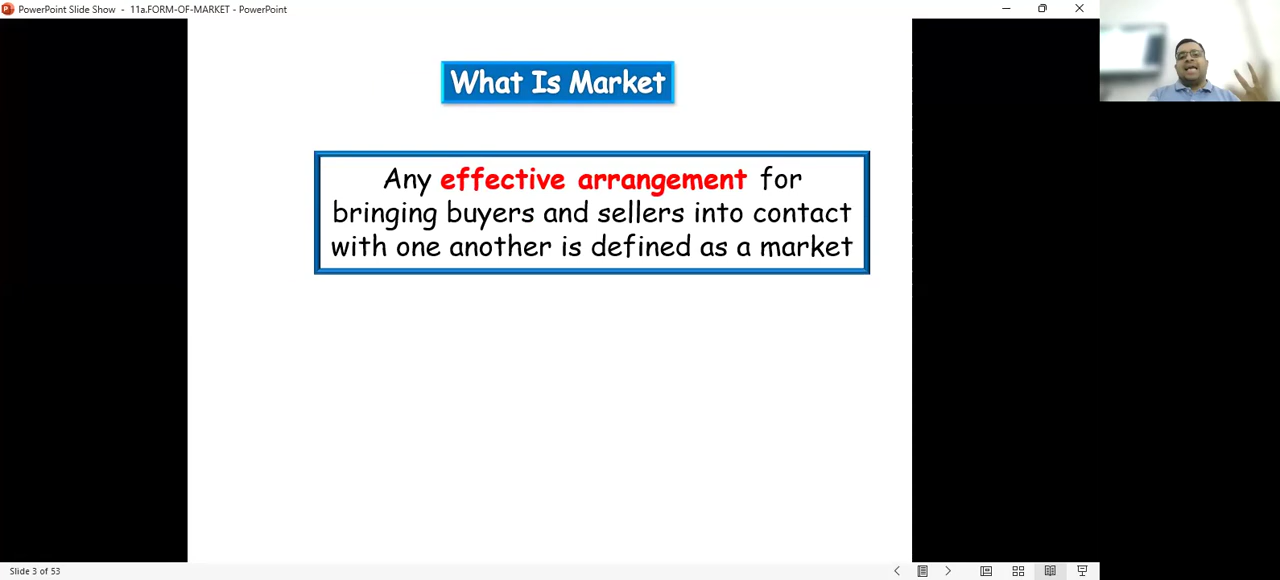 PowerPoint Slide Show - 11a.FORM-OF-MARKET - PowerPoint
What Is Market
Any effective arrangement for
bringing buyers and sellers into contact
with one another is defined as a market
Slide 3 of 53